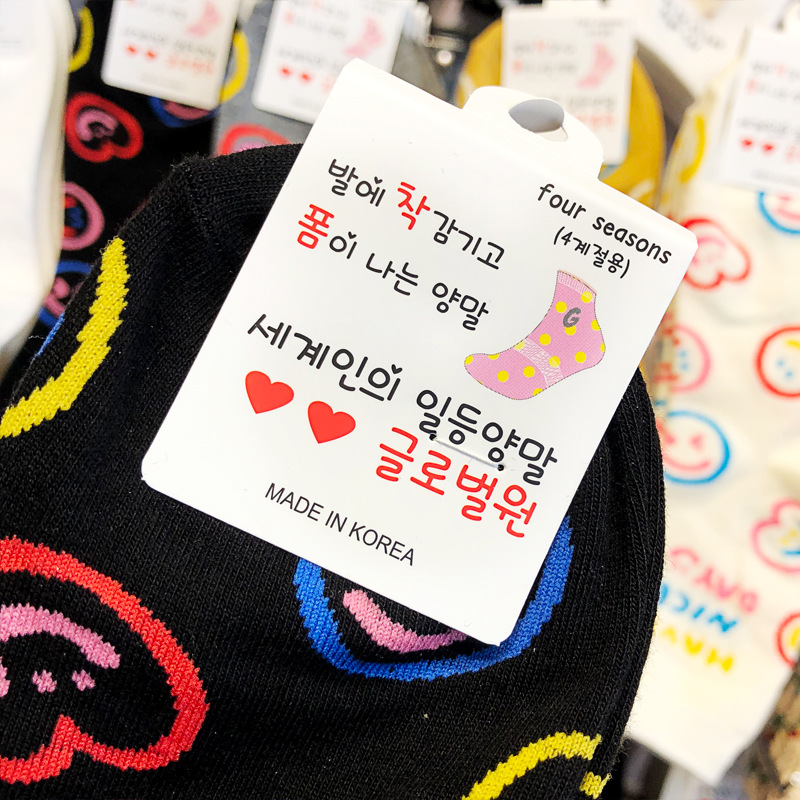 four seasons
(4계절용)
발에 착 감기고
폼이 나는 양말
G
세계인의 일등양말
글로벌원
MADE IN KOREA